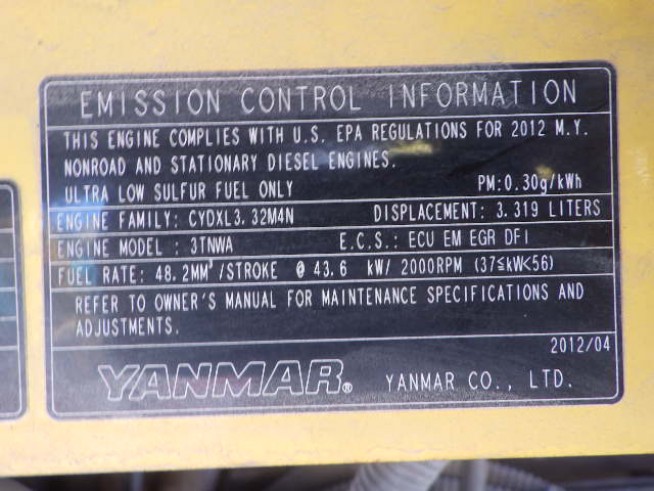 EMISSION CONTROL INFORMATION
THIS ENGINE COMPLIES WITH U.S. EPA REGULATIONS FOR 2012 M.Y.
NONROAD AND STATIONARY DIESEL ENGINES.
ULTRA LOW SULFUR FUEL ONLY PM:0.30g/kWh
ENGINE FAMILY: CYDXL3.32M4N DISPLACEMENT: 3.319 LITERS
ENGINE MODEL : 3TNWA E.C.S.: ECU EM EGR DFI
FUEL RATE: 48.2MM³/STROKE @ 43.6 kW/ 2000RPM (37≦kW<56)
REFER TO OWNER'S MANUAL FOR MAINTENANCE SPECIFICATIONS AND
ADJUSTMENTS.
2012/04
YANMAR® YANMAR CO., LTD.